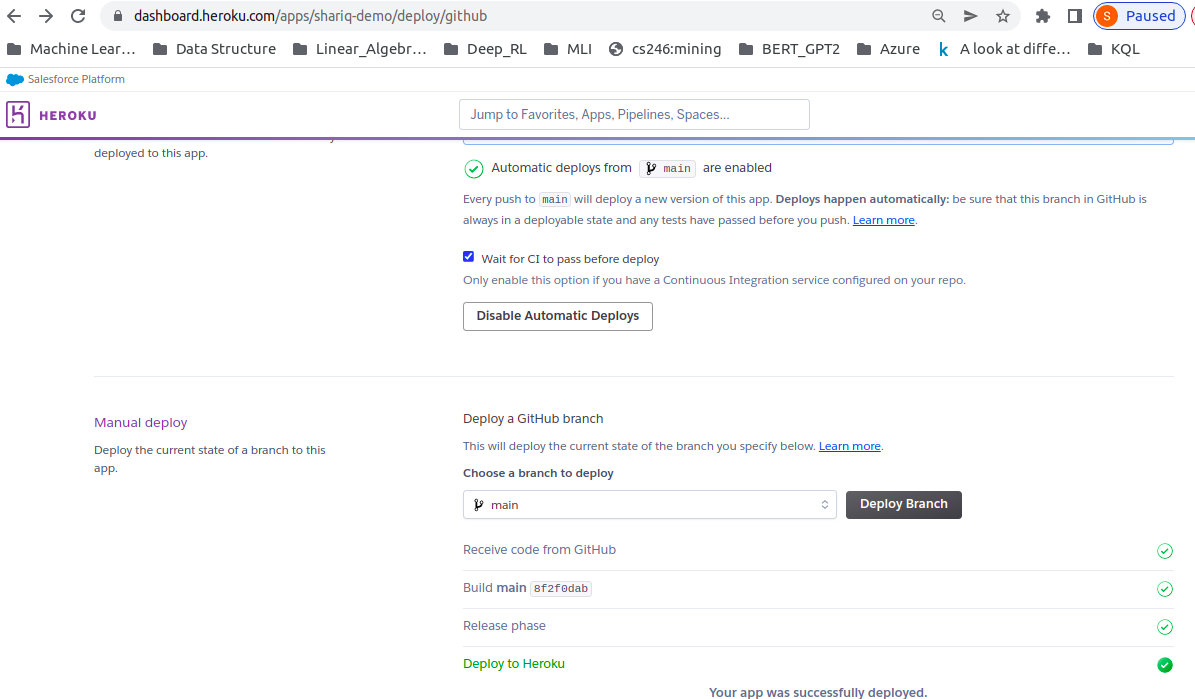 dashboard.heroku.com/apps/shariq-demo/deploy/github
S Paused
Machine Lear... Data Structure Linear_Algebr... Deep_RL MLI cs246:mining BERT_GPT2 Azure k A look at diffe... KQL
Salesforce Platform
HEROKU
Jump to Favorites, Apps, Pipelines, Spaces...
deployed to this app.
Automatic deploys from main are enabled
Every push to main will deploy a new version of this app. Deploys happen automatically: be sure that this branch in GitHub is
always in a deployable state and any tests have passed before you push. Learn more.
Wait for CI to pass before deploy
Only enable this option if you have a Continuous Integration service configured on your repo.
Disable Automatic Deploys
Manual deploy
Deploy the current state of a branch to this
app.
Deploy a GitHub branch
This will deploy the current state of the branch you specify below. Learn more.
Choose a branch to deploy
main
Deploy Branch
Receive code from GitHub
Build main 8f2f0dab
Release phase
Deploy to Heroku
Your app was successfully deployed.